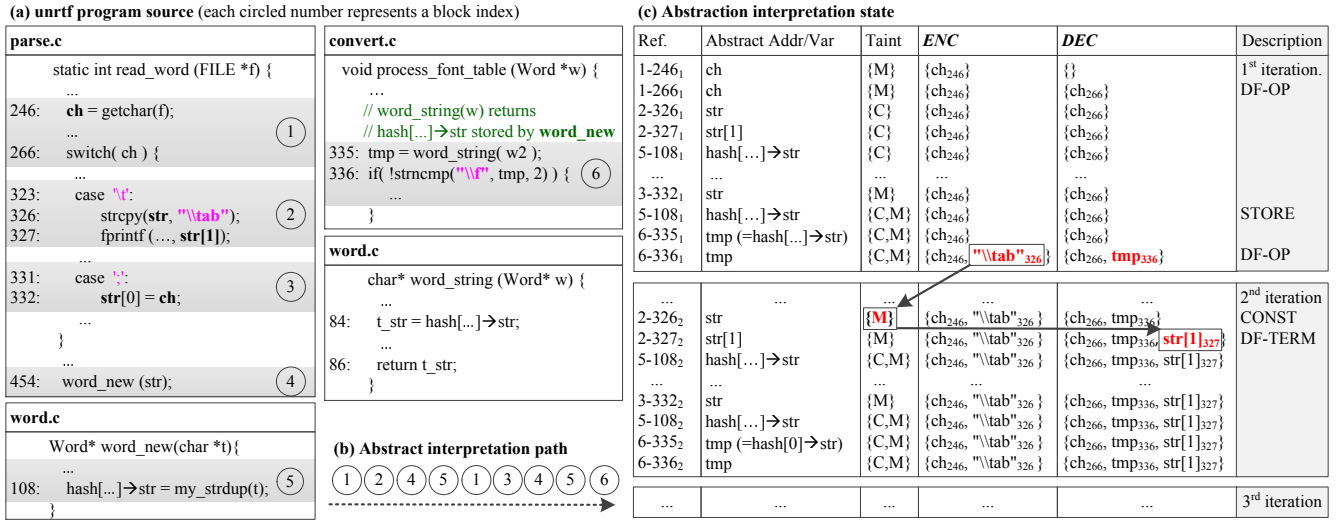 (a) unrtf program source (each circled number represents a block index)
parse.c
static int read_word (FILE *f) {
...
246: ch = getchar(f);
...
1
266: switch( ch ) {
...
323: case '\t':
326: strcpy(str, "\\tab");
2
327: fprintf (…, str[1]);
...
331: case ';':
332: str[0] = ch;
3
...
}
...
454: word_new (str);
4
word.c
Word* word_new(char *t){
...
108: hash[...]→str = my_strdup(t);
5
}
convert.c
void process_font_table (Word *w) {
…
// word_string(w) returns
// hash[...]→str stored by word_new
335: tmp = word_string( w2 );
336: if( !strncmp("\\f", tmp, 2) ) {
6
...
}
word.c
char* word_string (Word* w) {
...
84: t_str = hash[...]→str;
...
86: return t_str;
}
(b) Abstract interpretation path
1 2 4 5 1 3 4 5 6
(c) Abstraction interpretation state
Ref. Abstract Addr/Var Taint ENC DEC Description
1-246₁ ch {M} {ch₂₄₆} {} 1st iteration.
1-266₁ ch {M} {ch₂₄₆} {ch₂₆₆} DF-OP
2-326₁ str {C} {ch₂₄₆} {ch₂₆₆}
2-327₁ str[1] {C} {ch₂₄₆} {ch₂₆₆}
5-108₁ hash[…]→str {C} {ch₂₄₆} {ch₂₆₆}
... ... ... ... ...
3-332₁ str {M} {ch₂₄₆} {ch₂₆₆}
5-108₁ hash[…]→str {C,M} {ch₂₄₆} {ch₂₆₆} STORE
6-335₁ tmp (=hash[...]→str) {C,M} {ch₂₄₆} {ch₂₆₆}
6-336₁ tmp {C,M} {ch₂₄₆, "\\tab"₃₂₆} {ch₂₆₆, tmp₃₃₆} DF-OP
... ... ... ... ... 2nd iteration
2-326₂ str {M} {ch₂₄₆, "\\tab"₃₂₆ } {ch₂₆₆, tmp₃₃₆} CONST
2-327₂ str[1] {M} {ch₂₄₆, "\\tab"₃₂₆ } {ch₂₆₆, tmp₃₃₆, str[1]₃₂₇} DF-TERM
5-108₂ hash[…]→str {C,M} {ch₂₄₆, "\\tab"₃₂₆ } {ch₂₆₆, tmp₃₃₆, str[1]₃₂₇}
... ... ... ... ...
3-332₂ str {M} {ch₂₄₆, "\\tab"₃₂₆ } {ch₂₆₆, tmp₃₃₆, str[1]₃₂₇}
5-108₂ hash[…]→str {C,M} {ch₂₄₆, "\\tab"₃₂₆ } {ch₂₆₆, tmp₃₃₆, str[1]₃₂₇}
6-335₂ tmp (=hash[0]→str) {C,M} {ch₂₄₆, "\\tab"₃₂₆ } {ch₂₆₆, tmp₃₃₆, str[1]₃₂₇}
6-336₂ tmp {C,M} {ch₂₄₆, "\\tab"₃₂₆ } {ch₂₆₆, tmp₃₃₆, str[1]₃₂₇}
... ... ... ... ... 3rd iteration